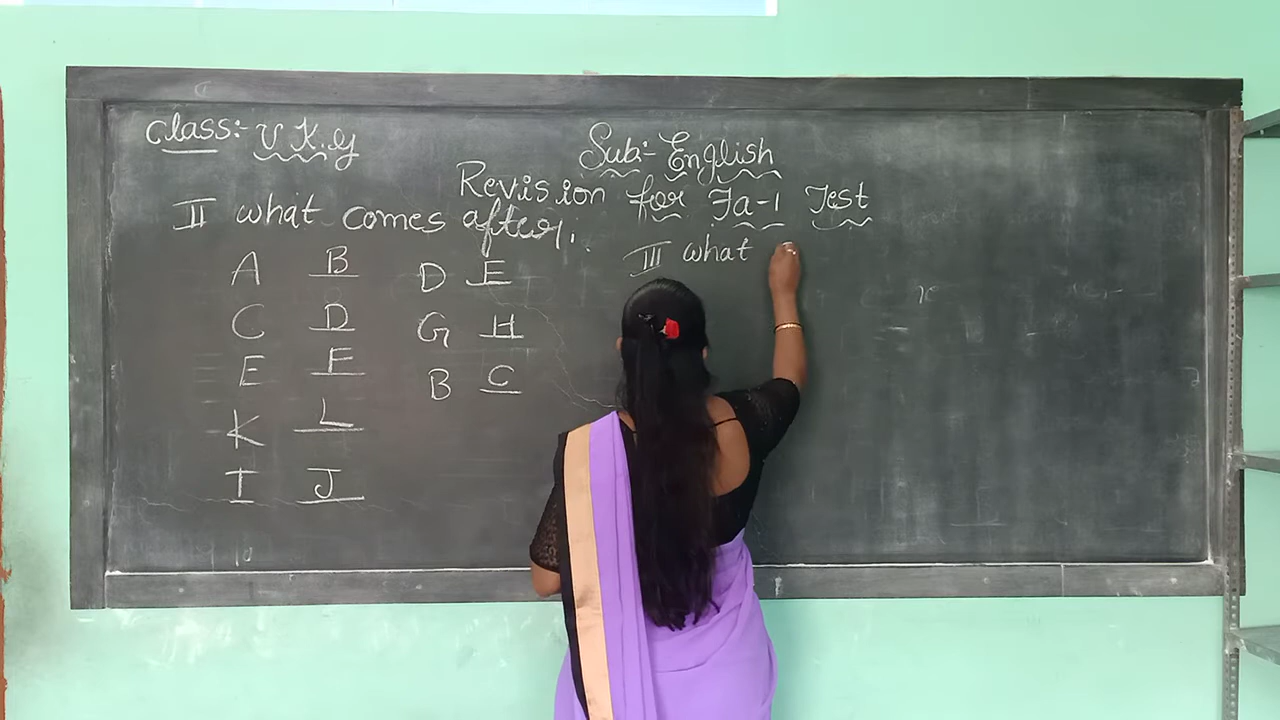 Class:- U.K.G
Sub:- English
Revision for Fa-1 Test
II what comes after.
III what
A B D E
C D G H
E F B C
K L
I J